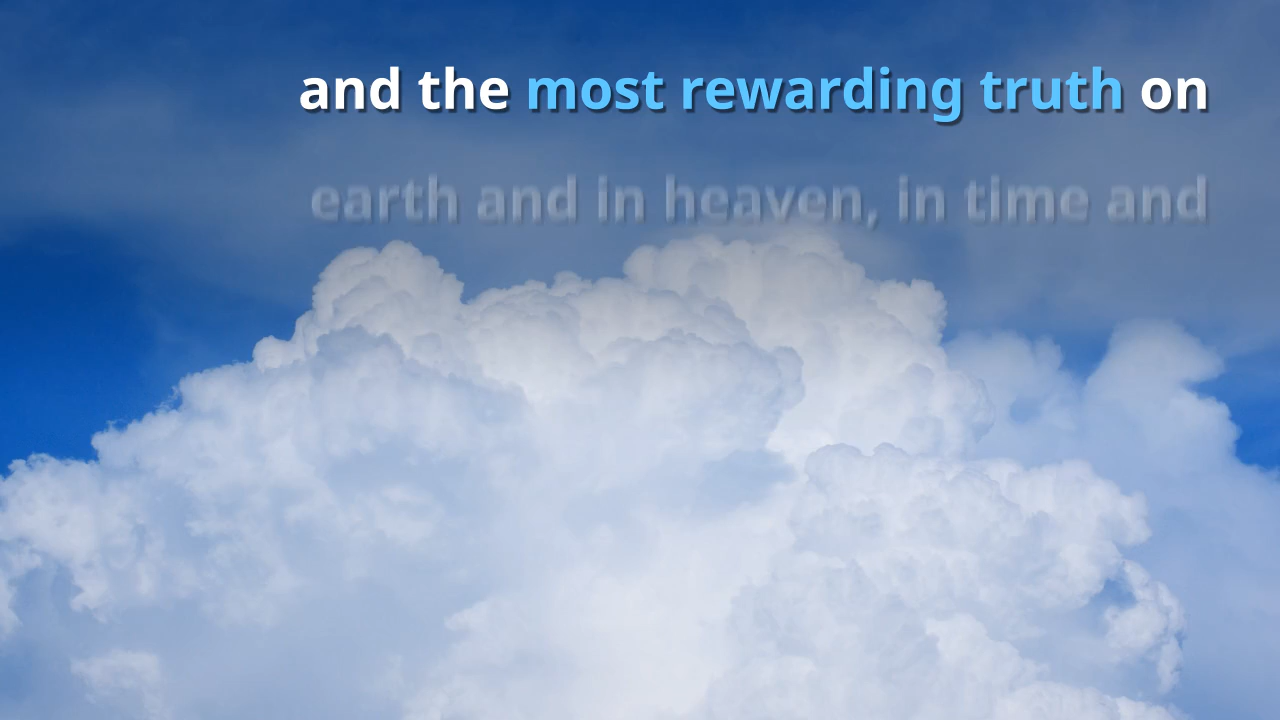 and the most rewarding truth on
earth and in heaven, in time and